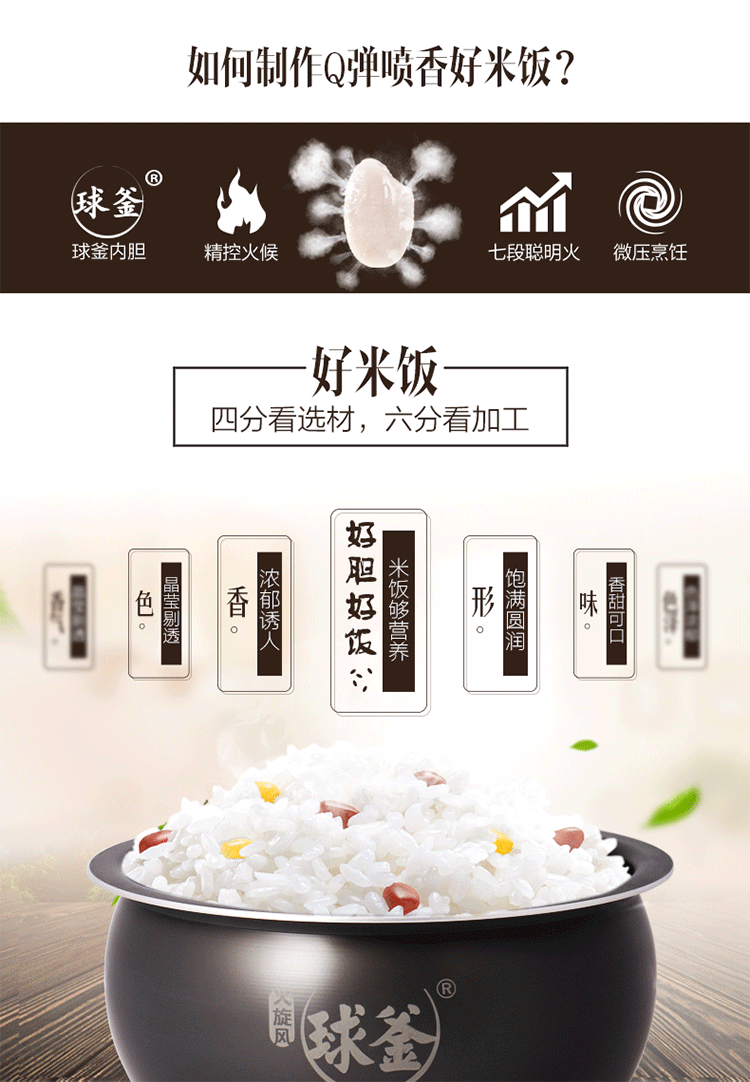 如何制作Q弹喷香好米饭?
球釜®
球釜内胆
精控火候
七段聪明火
微压烹饪
好米饭
四分看选材，六分看加工
色。
晶莹剔透
香。
浓郁诱人
好胆好饭
米饭够营养
形。
饱满圆润
味。
香甜可口
火旋风
球釜®